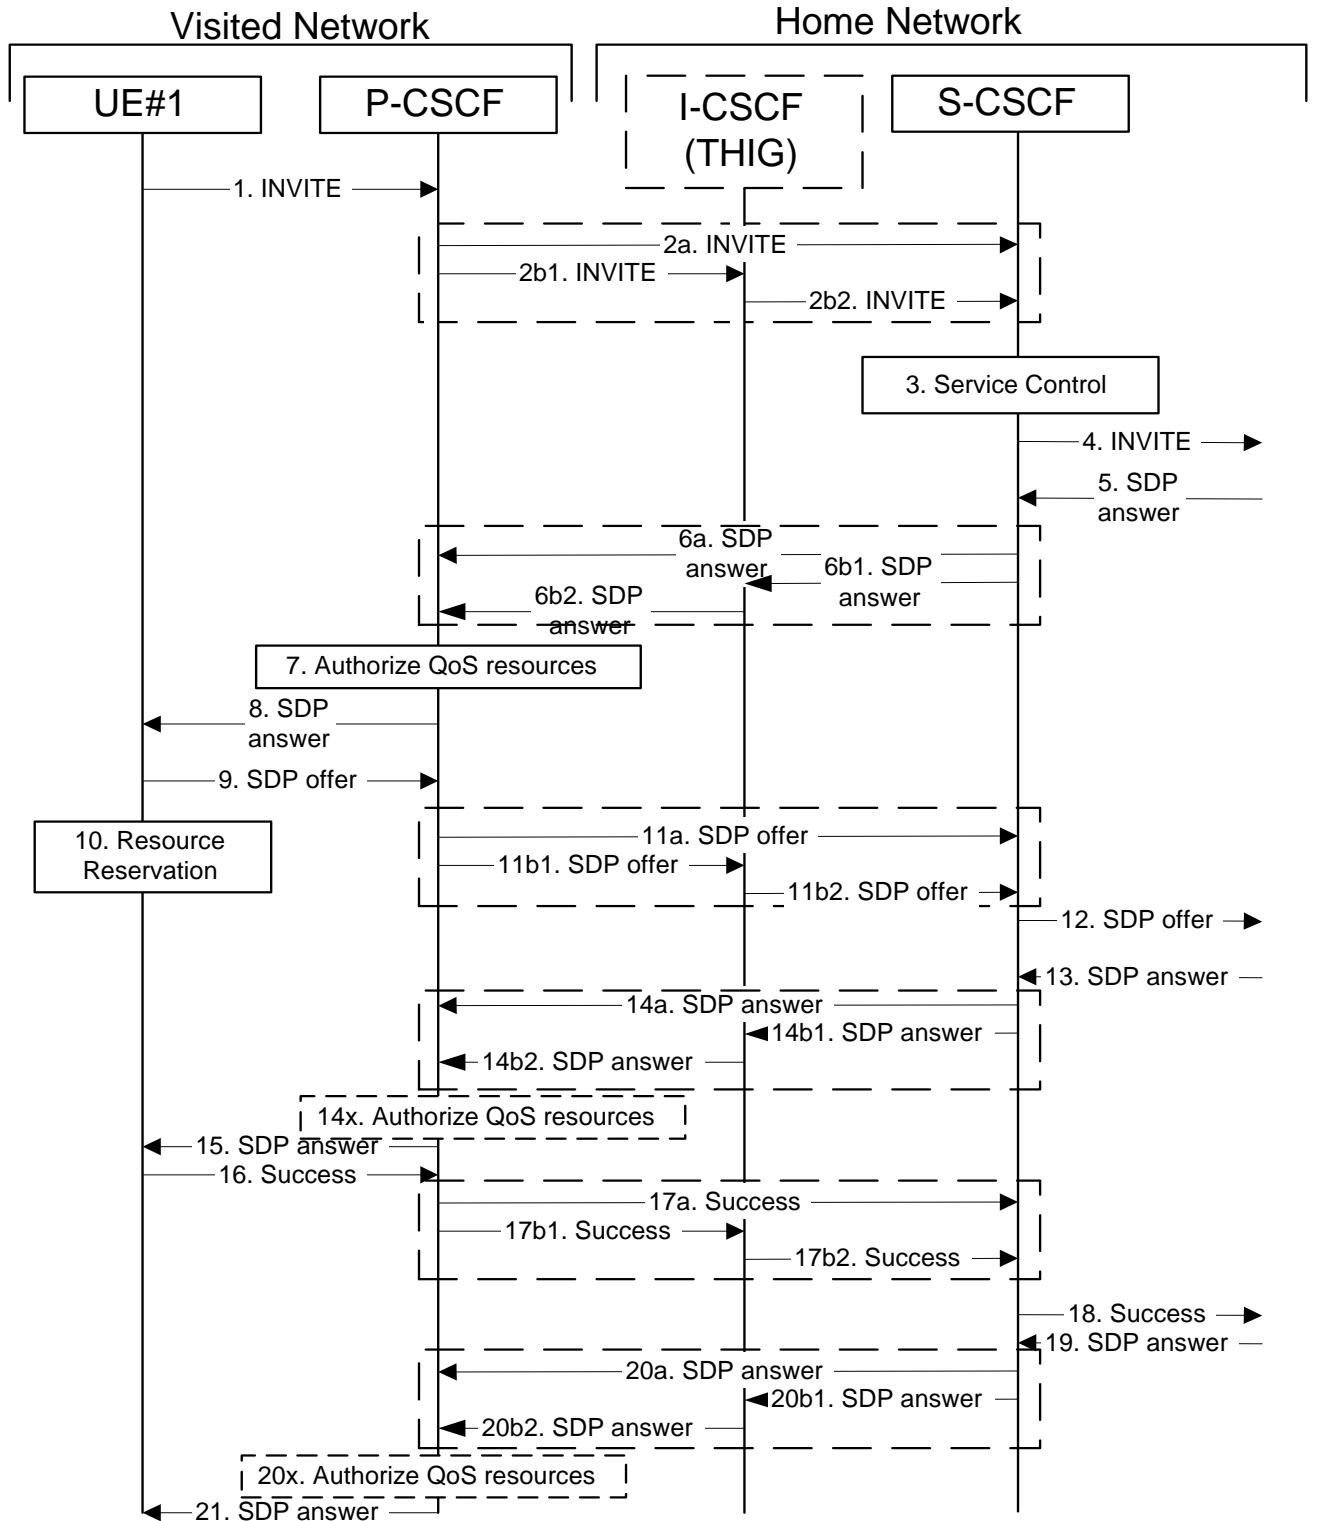 Visited Network
Home Network
UE#1
P-CSCF
I-CSCF
(THIG)
S-CSCF
1. INVITE
2a. INVITE
2b1. INVITE
2b2. INVITE
3. Service Control
4. INVITE
5. SDP
answer
6a. SDP
answer
6b1. SDP
answer
6b2. SDP
answer
7. Authorize QoS resources
8. SDP
answer
9. SDP offer
10. Resource
Reservation
11a. SDP offer
11b1. SDP offer
11b2. SDP offer
12. SDP offer
13. SDP answer
14a. SDP answer
14b1. SDP answer
14b2. SDP answer
14x. Authorize QoS resources
15. SDP answer
16. Success
17a. Success
17b1. Success
17b2. Success
18. Success
19. SDP answer
20a. SDP answer
20b1. SDP answer
20b2. SDP answer
20x. Authorize QoS resources
21. SDP answer